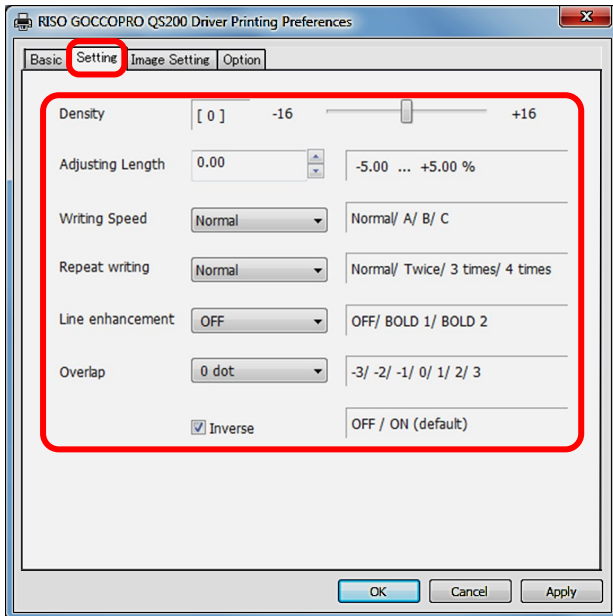 RISO GOCCOPRO QS200 Driver Printing Preferences
Basic Setting Image Setting Option
Density [ 0 ] -16 +16
Adjusting Length 0.00 -5.00 ... +5.00 %
Writing Speed Normal Normal/ A/ B/ C
Repeat writing Normal Normal/ Twice/ 3 times/ 4 times
Line enhancement OFF OFF/ BOLD 1/ BOLD 2
Overlap 0 dot -3/ -2/ -1/ 0/ 1/ 2/ 3
Inverse OFF / ON (default)
OK Cancel Apply